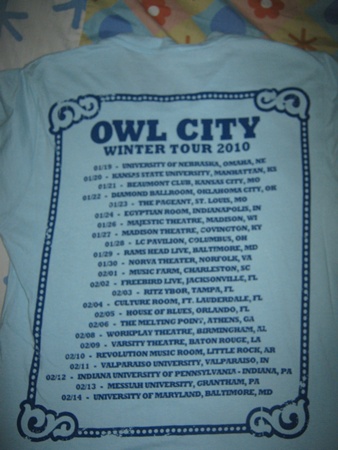 OWL CITY
WINTER TOUR 2010
01/19 - UNIVERSITY OF NEBRASKA, OMAHA, NE
01/20 - KANSAS STATE UNIVERSITY, MANHATTAN, KS
01/21 - BEAUMONT CLUB, KANSAS CITY, MO
01/22 - DIAMOND BALLROOM, OKLAHOMA CITY, OK
01/23 - THE PAGEANT, ST. LOUIS, MO
01/24 - EGYPTIAN ROOM, INDIANAPOLIS, IN
01/26 - MAJESTIC THEATRE, MADISON, WI
01/27 - MADISON THEATRE, COVINGTON, KY
01/28 - LC PAVILION, COLUMBUS, OH
01/29 - RAMS HEAD LIVE, BALTIMORE, MD
01/30 - NORVA THEATER, NORFOLK, VA
02/01 - MUSIC FARM, CHARLESTON, SC
02/02 - FREEBIRD LIVE, JACKSONVILLE, FL
02/03 - RITZ YBOR, TAMPA, FL
02/04 - CULTURE ROOM, FT. LAUDERDALE, FL
02/05 - HOUSE OF BLUES, ORLANDO, FL
02/06 - THE MELTING POINT, ATHENS, GA
02/08 - WORKPLAY THEATRE, BIRMINGHAM, AL
02/09 - VARSITY THEATRE, BATON ROUGE, LA
02/10 - REVOLUTION MUSIC ROOM, LITTLE ROCK, AR
02/11 - VALPARAISO UNIVERSITY, VALPARAISO, IN
02/12 - INDIANA UNIVERSITY OF PENNSYLVANIA - INDIANA, PA
02/13 - MESSIAH UNIVERSITY, GRANTHAM, PA
02/14 - UNIVERSITY OF MARYLAND, BALTIMORE, MD